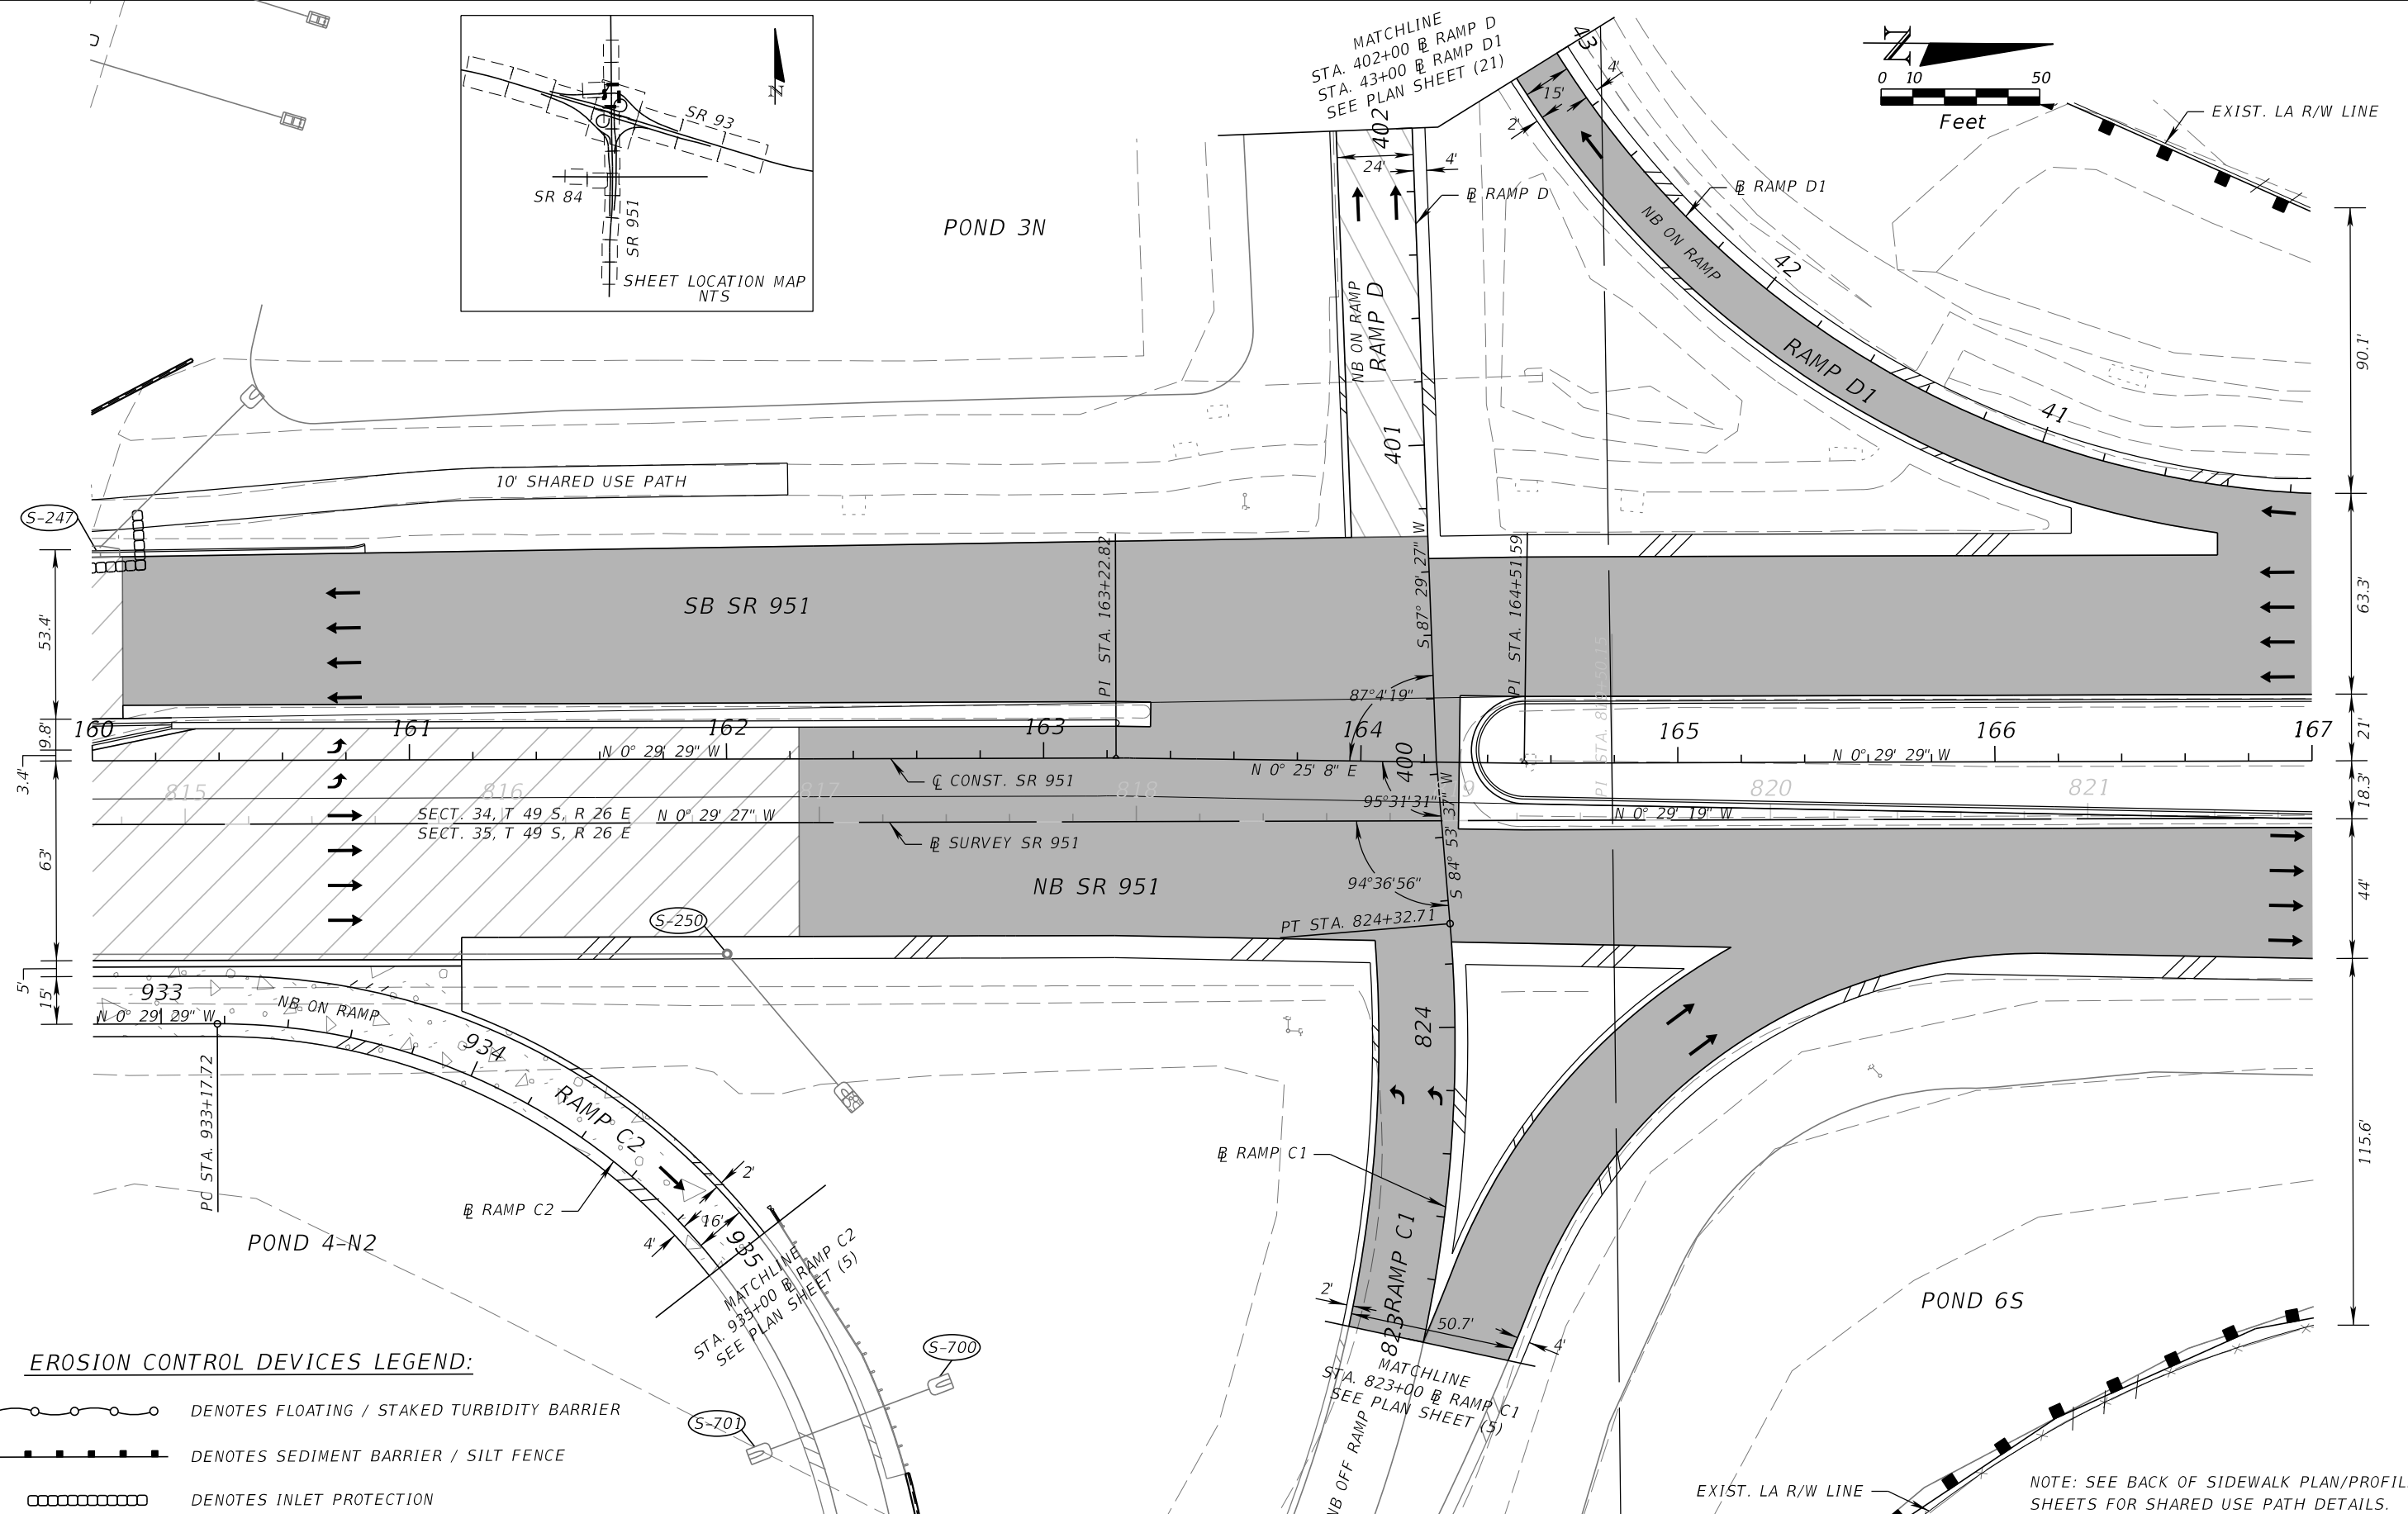 MATCHLINE
STA. 402+00 ℄ RAMP D
STA. 43+00 ℄ RAMP D1
SEE PLAN SHEET (21)
43
4'
15'
2'
N
0 10 50
Feet
EXIST. LA R/W LINE
SR 93
SR 84
SR 951
N
SHEET LOCATION MAP
NTS
POND 3N
402
24'
4'
BL RAMP D
BL RAMP D1
NB ON RAMP
42
NB ON RAMP
RAMP D
RAMP D1
41
401
90.1'
10' SHARED USE PATH
S-247
53.4'
SB SR 951
PI STA. 163+22.82
S 87° 29' 27" W
PI STA. 164+51.59
63.3'
87°4'19"
9.8'
3.4'
160
161
162
163
164
165
166
167
21'
N 0° 29' 29" W
CL CONST. SR 951
N 0° 25' 8" E
400
N 0° 29' 29" W
815
816
817
818
820
821
18.3'
SECT. 34, T 49 S, R 26 E
SECT. 35, T 49 S, R 26 E
N 0° 29' 27" W
95°31'31"
N 0° 29' 19" W
BL SURVEY SR 951
63'
NB SR 951
94°36'56"
S 84° 53' 37" W
44'
S-250
PT STA. 824+32.71
5'
15'
933
N 0° 29' 29" W
NB ON RAMP
934
RAMP C2
PC STA. 933+17.72
824
2'
BL RAMP C1
115.6'
BL RAMP C2
16'
4'
935
POND 4-N2
MATCHLINE
STA. 935+00 BL RAMP C2
SEE PLAN SHEET (5)
RAMP C1
823
2'
50.7'
4'
POND 6S
MATCHLINE
STA. 823+00 BL RAMP C1
SEE PLAN SHEET (5)
NB OFF RAMP
S-700
S-701
EROSION CONTROL DEVICES LEGEND:
DENOTES FLOATING / STAKED TURBIDITY BARRIER
DENOTES SEDIMENT BARRIER / SILT FENCE
DENOTES INLET PROTECTION
EXIST. LA R/W LINE
NOTE: SEE BACK OF SIDEWALK PLAN/PROFIL
SHEETS FOR SHARED USE PATH DETAILS.